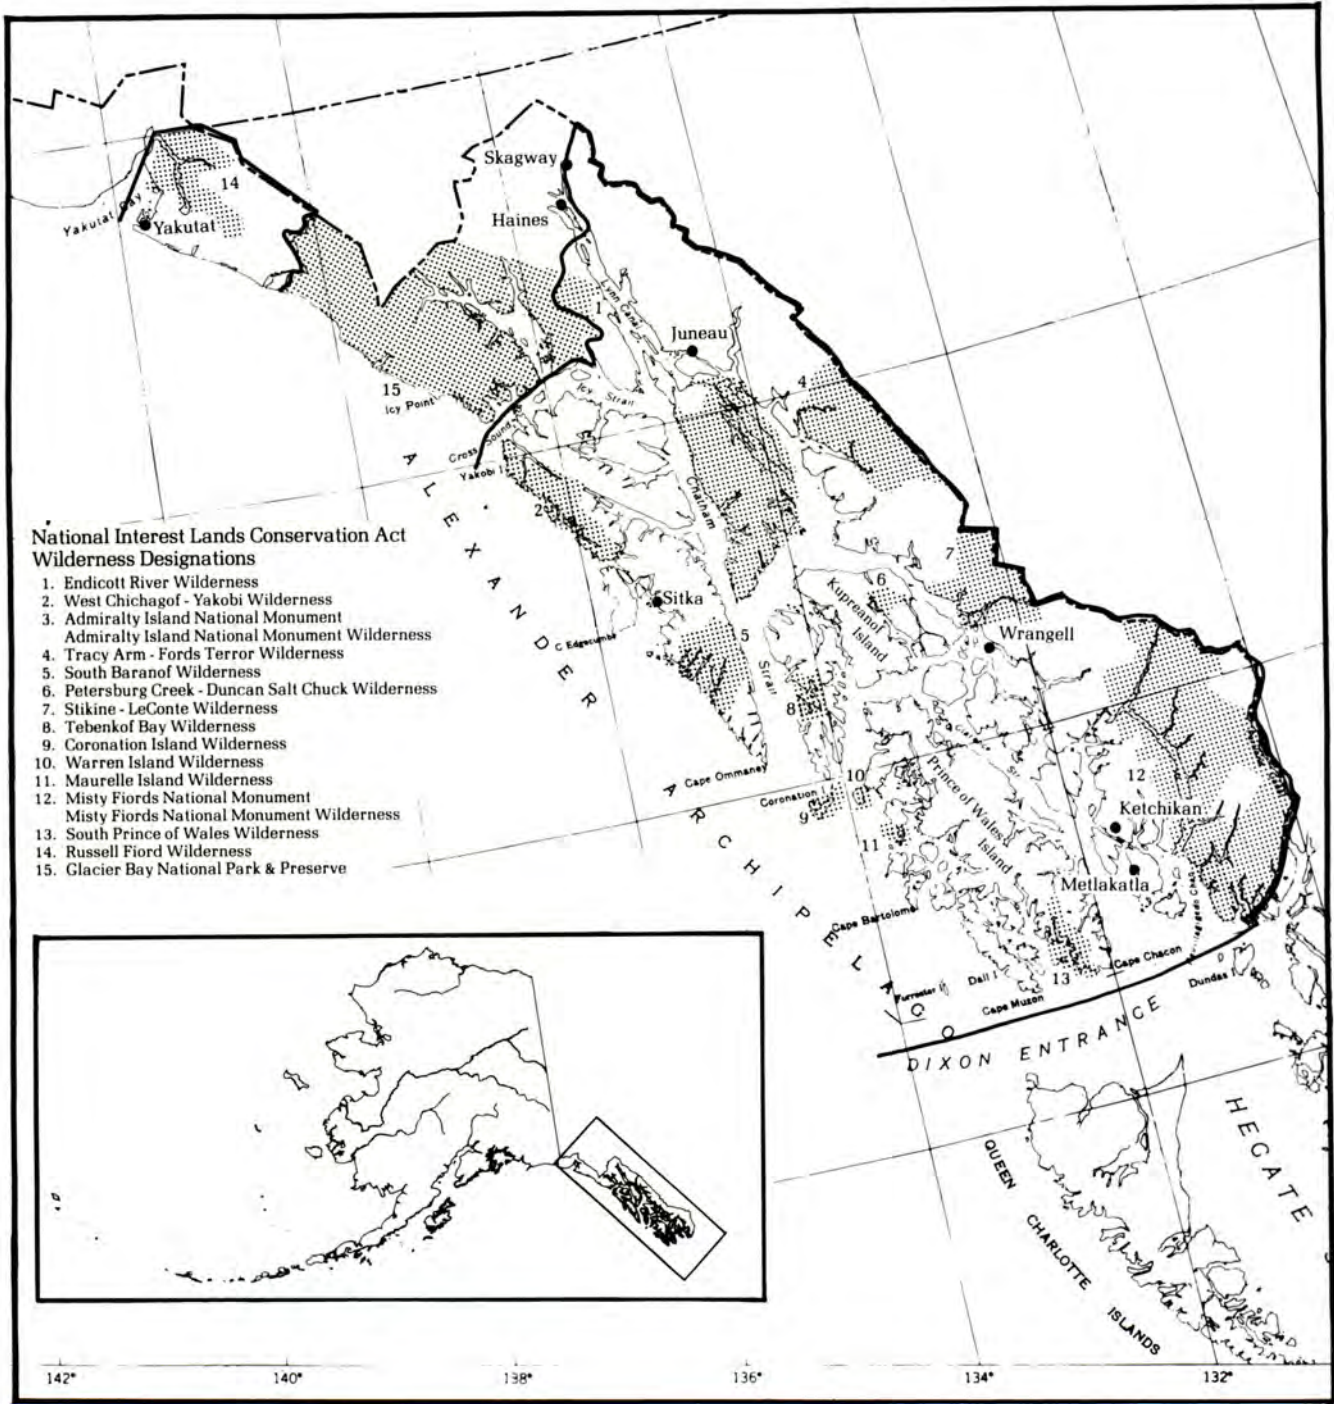 Skagway
Haines
14
Yakutat Bay
Yakutat
Lynn Canal
1
Juneau
15
Icy Point
Icy Strait
4
Cross Sound
Yakobi I
2
Chatham
Strait
7
6
Kupreanof
Island
Sitka
C Edgecumbe
5
Wrangell
8
Cape Ommaney
10
Coronation
9
11
Prince of Wales
Island
12
Ketchikan
Metlakatla
Cape Bartolome
Cape Chacon
Dall I
13
Forrester I
Cape Muzon
Dundas I
ALEXANDER
ARCHIPELAGO
DIXON ENTRANCE
HECATE
QUEEN
CHARLOTTE
ISLANDS
National Interest Lands Conservation Act
Wilderness Designations
1. Endicott River Wilderness
2. West Chichagof - Yakobi Wilderness
3. Admiralty Island National Monument
Admiralty Island National Monument Wilderness
4. Tracy Arm - Fords Terror Wilderness
5. South Baranof Wilderness
6. Petersburg Creek - Duncan Salt Chuck Wilderness
7. Stikine - LeConte Wilderness
8. Tebenkof Bay Wilderness
9. Coronation Island Wilderness
10. Warren Island Wilderness
11. Maurelle Island Wilderness
12. Misty Fiords National Monument
Misty Fiords National Monument Wilderness
13. South Prince of Wales Wilderness
14. Russell Fiord Wilderness
15. Glacier Bay National Park & Preserve
142° 140° 138° 136° 134° 132°